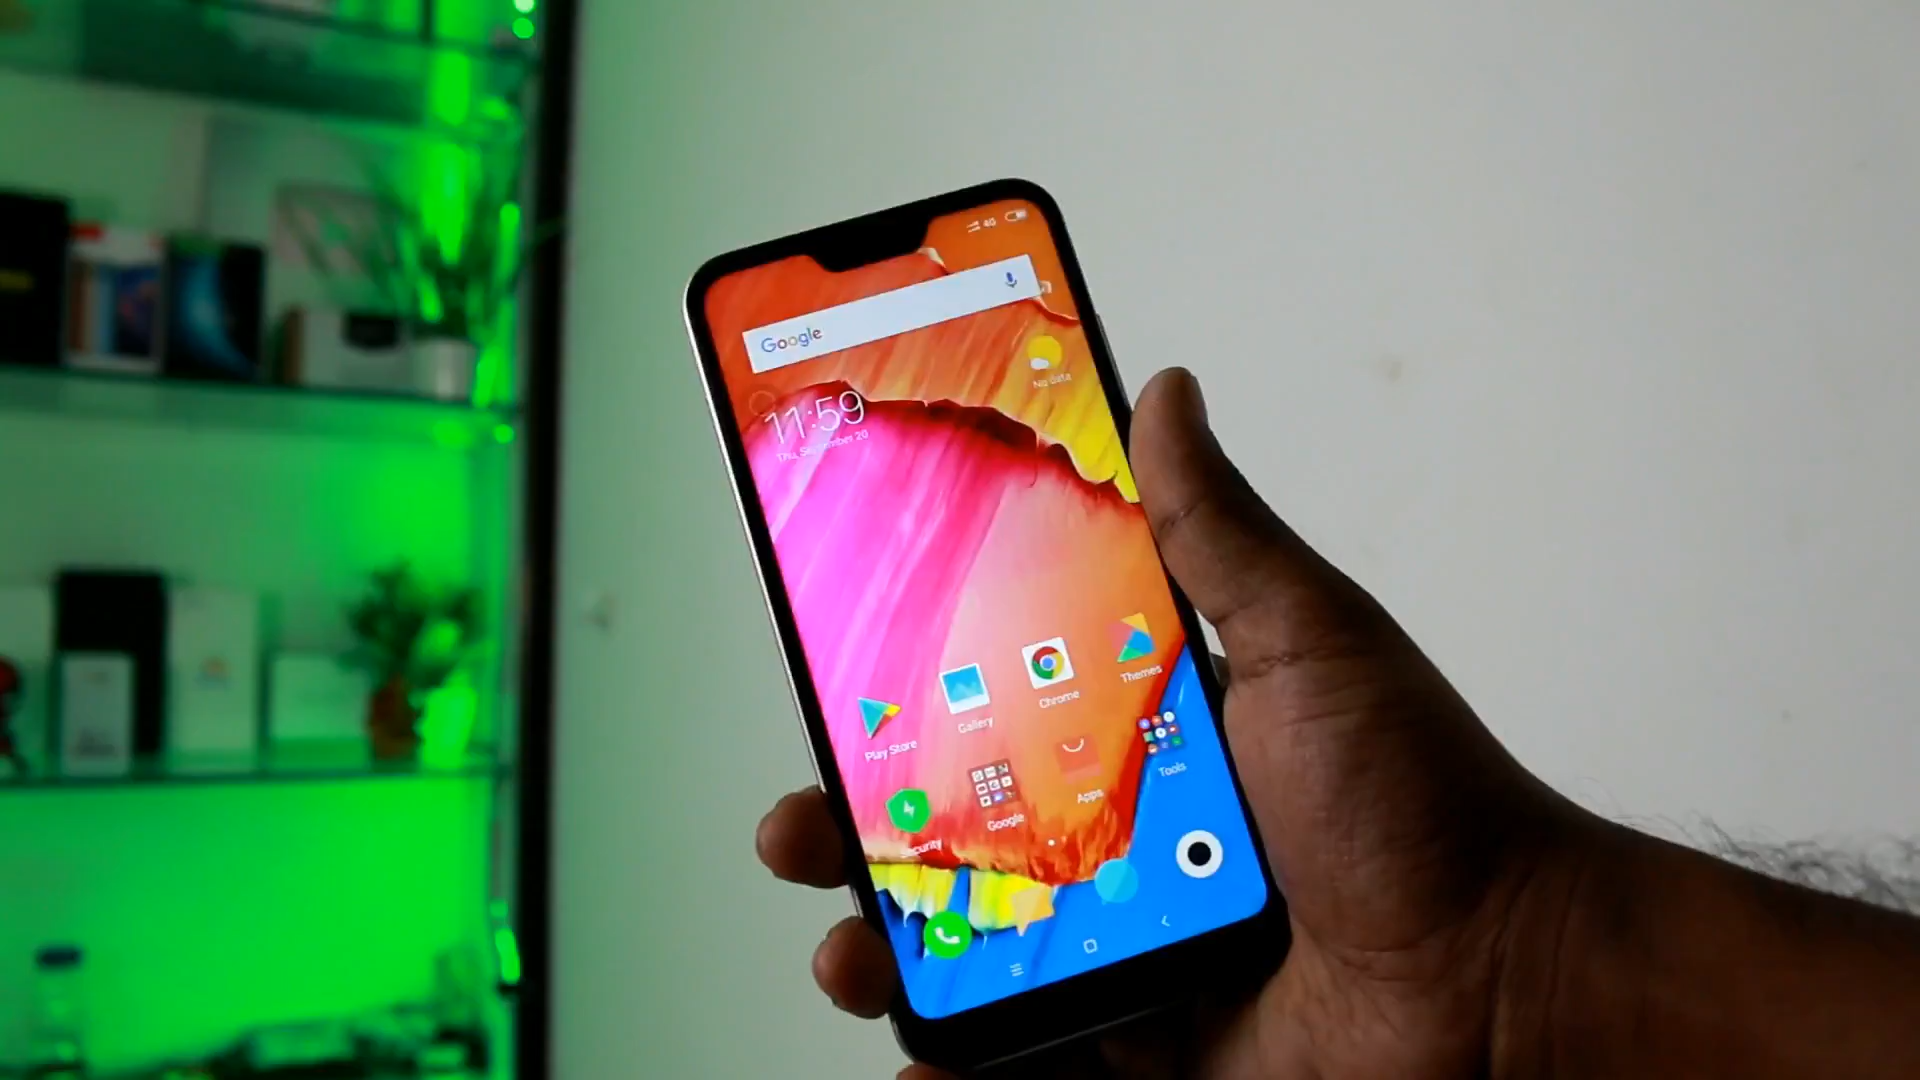 4G
Google
No data
11:59
Thu, September 20
Play Store
Gallery
Chrome
Themes
Security
Google
Apps
Tools